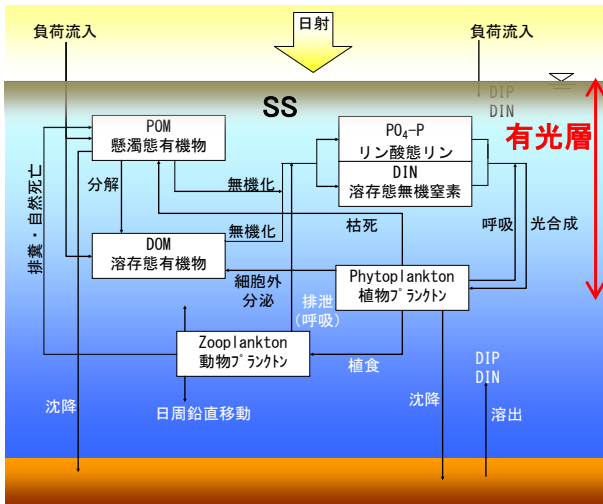 日射
負荷流入
負荷流入
DIP
DIN
SS
有光層
POM
懸濁態有機物
PO₄-P
リン酸態リン
DIN
溶存態無機窒素
分解
無機化
無機化
枯死
呼吸
光合成
排糞・自然死亡
DOM
溶存態有機物
細胞外
分泌
排泄
(呼吸)
Phytoplankton
植物プランクトン
Zooplankton
動物プランクトン
植食
DIP
DIN
沈降
日周鉛直移動
沈降
溶出